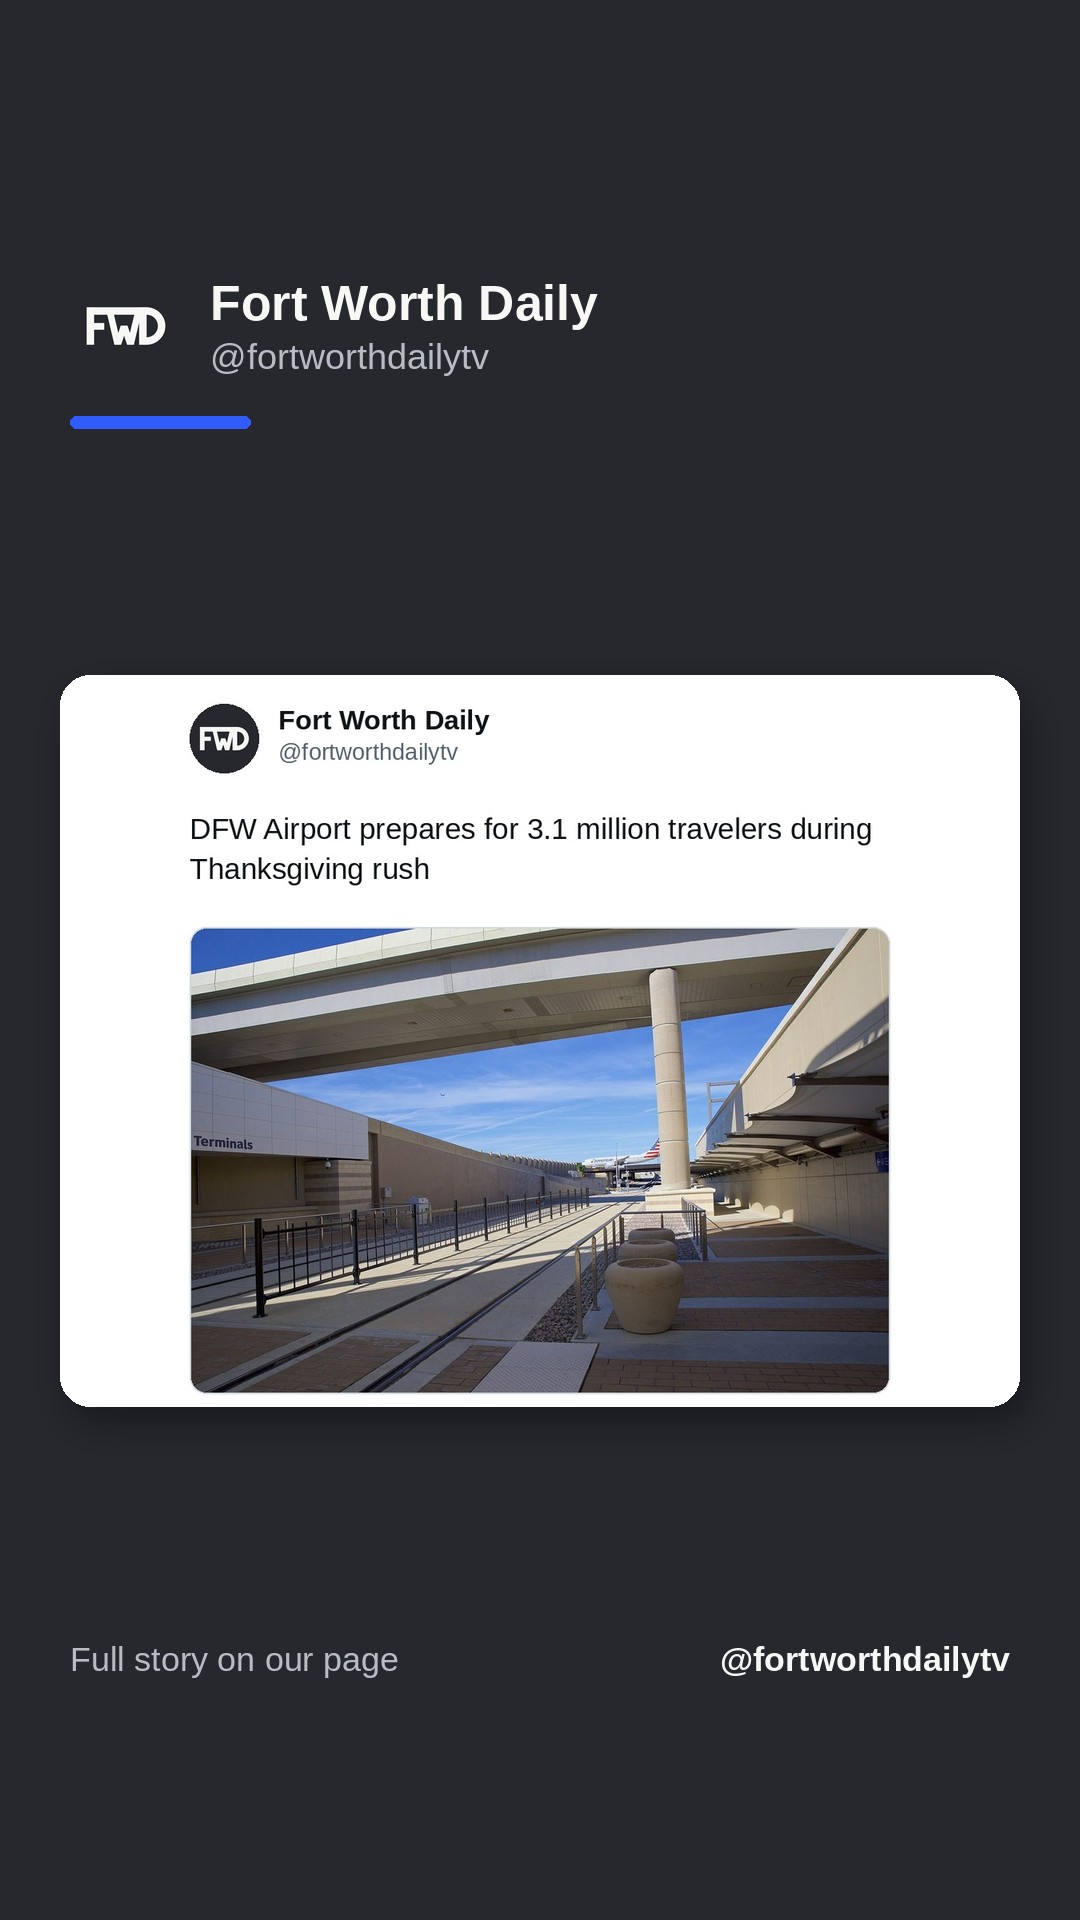 FWD
Fort Worth Daily
@fortworthdailytv
FWD
Fort Worth Daily
@fortworthdailytv
DFW Airport prepares for 3.1 million travelers during
Thanksgiving rush
Terminals
Full story on our page
@fortworthdailytv